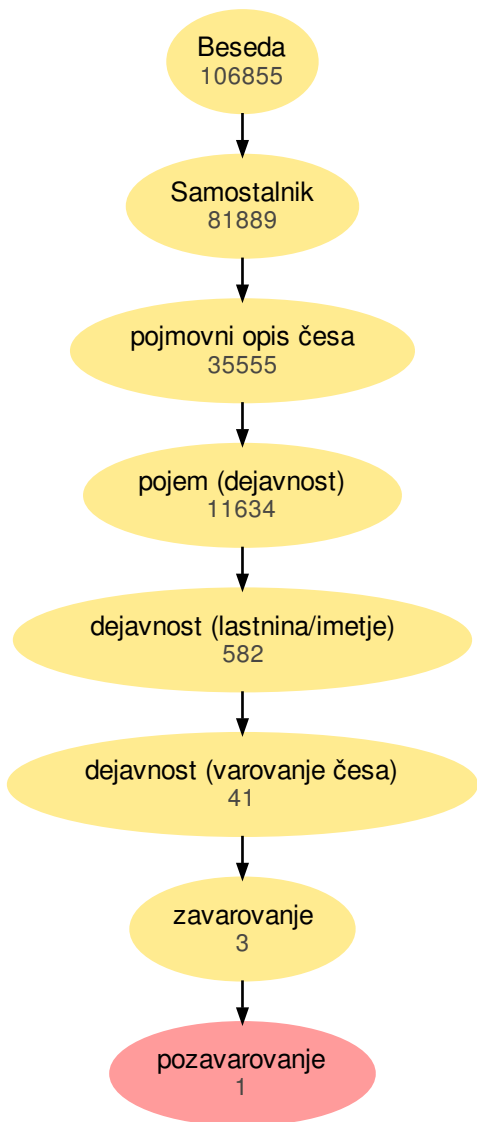 Beseda
106855
Samostalnik
81889
pojmovni opis česa
35555
pojem (dejavnost)
11634
dejavnost (lastnina/imetje)
582
dejavnost (varovanje česa)
41
zavarovanje
3
pozavarovanje
1